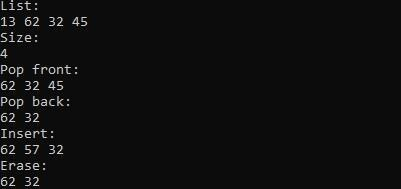 List:
13 62 32 45
Size:
4
Pop front:
62 32 45
Pop back:
62 32
Insert:
62 57 32
Erase:
62 32